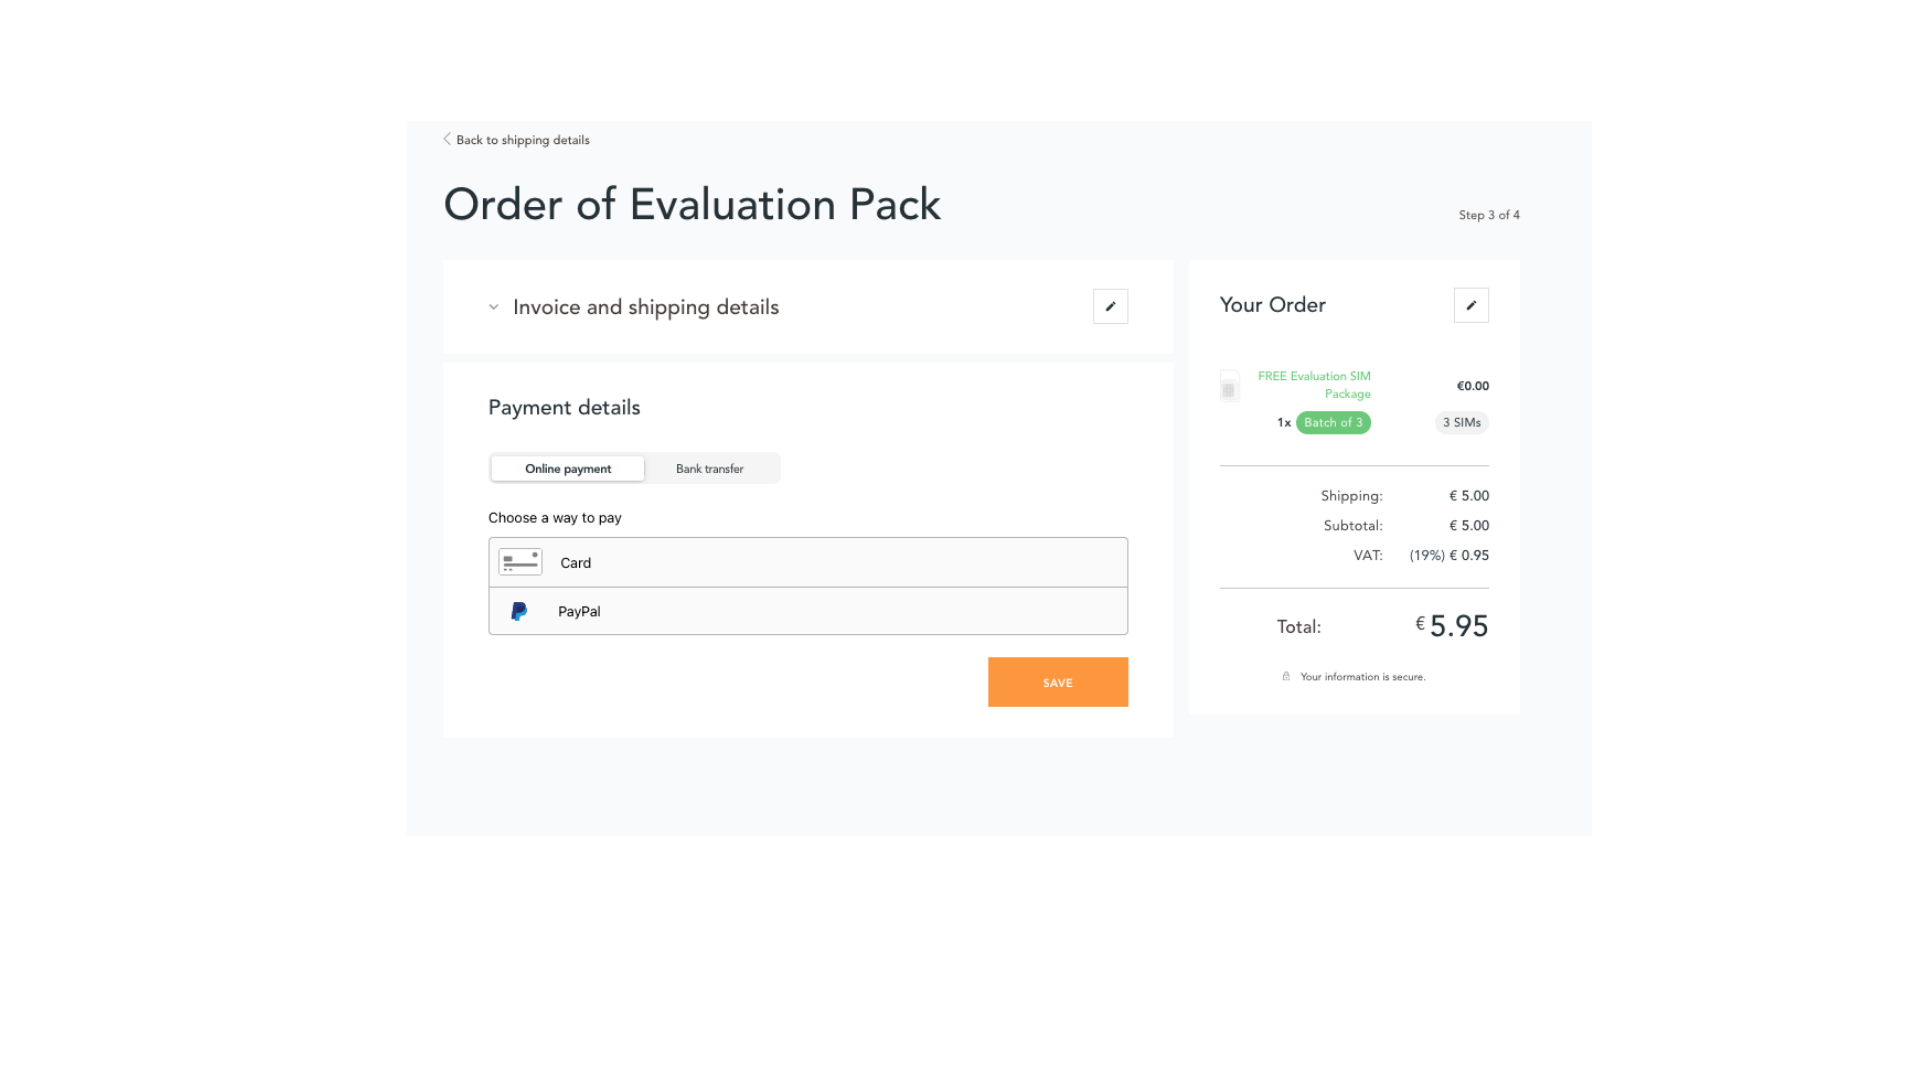 Back to shipping details
Order of Evaluation Pack
Step 3 of 4
Invoice and shipping details
Payment details
Online payment
Bank transfer
Choose a way to pay
Card
PayPal
SAVE
Your Order
FREE Evaluation SIM
Package
€0.00
1x Batch of 3
3 SIMs
Shipping: € 5.00
Subtotal: € 5.00
VAT: (19%) € 0.95
Total: € 5.95
Your information is secure.